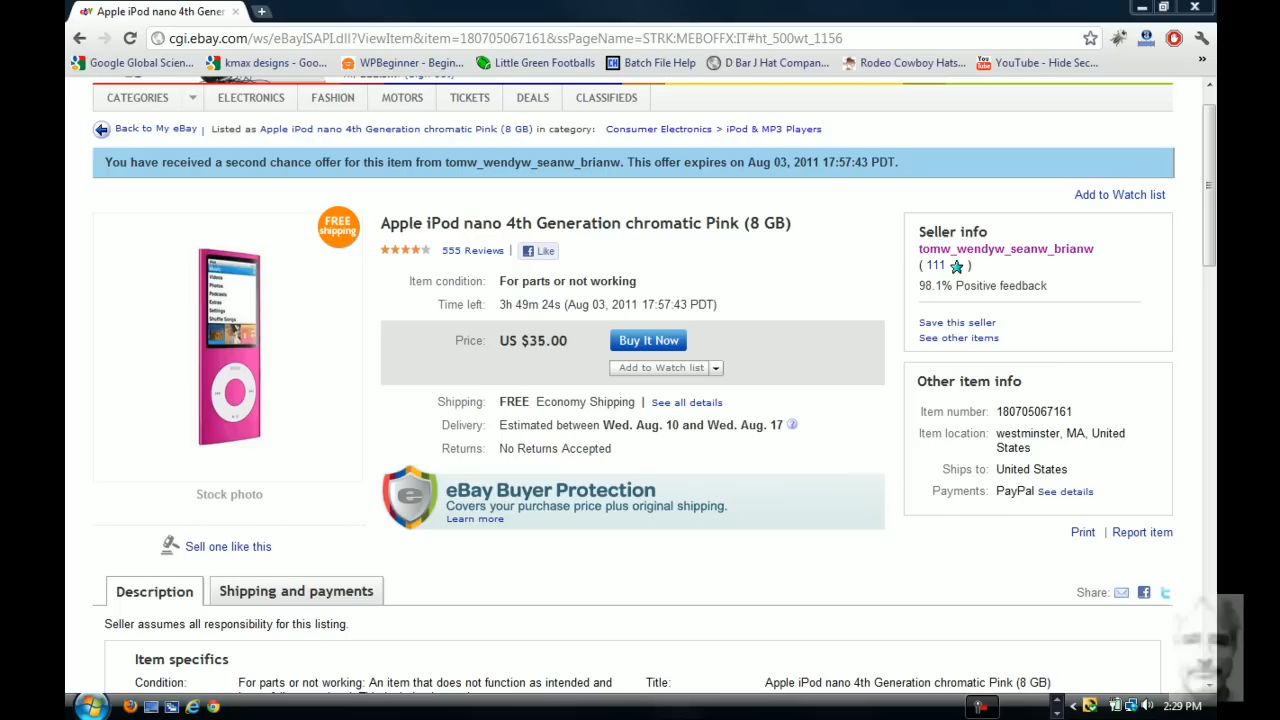 Apple iPod nano 4th Gener
cgi.ebay.com/ws/eBayISAPI.dll?ViewItem&item=180705067161&ssPageName=STRK:MEBOFFX:IT#ht_500wt_1156
Google Global Scien...
kmax designs - Goo...
WPBeginner - Begin...
Little Green Footballs
CH
Batch File Help
D Bar J Hat Compan...
Rodeo Cowboy Hats...
You Tube
YouTube - Hide Sec...
CATEGORIES
ELECTRONICS
FASHION
MOTORS
TICKETS
DEALS
CLASSIFIEDS
Back to My eBay | Listed as Apple iPod nano 4th Generation chromatic Pink (8 GB) in category: Consumer Electronics > iPod & MP3 Players
You have received a second chance offer for this item from tomw_wendyw_seanw_brianw. This offer expires on Aug 03, 2011 17:57:43 PDT.
Add to Watch list
FREE
shipping
Music
Videos
Photos
Podcasts
Extras
Settings
Shuffle Songs
Stock photo
Sell one like this
Apple iPod nano 4th Generation chromatic Pink (8 GB)
555 Reviews | Like
Item condition: For parts or not working
Time left: 3h 49m 24s (Aug 03, 2011 17:57:43 PDT)
Price: US $35.00 Buy It Now
Add to Watch list
Shipping: FREE Economy Shipping | See all details
Delivery: Estimated between Wed. Aug. 10 and Wed. Aug. 17
Returns: No Returns Accepted
e
eBay Buyer Protection
Covers your purchase price plus original shipping.
Learn more
Seller info
tomw_wendyw_seanw_brianw
( 111 )
98.1% Positive feedback
Save this seller
See other items
Other item info
Item number: 180705067161
Item location: westminster, MA, United
States
Ships to: United States
Payments: PayPal See details
Print | Report item
Description
Shipping and payments
Share:
Seller assumes all responsibility for this listing.
Item specifics
Condition: For parts or not working: An item that does not function as intended and
Title: Apple iPod nano 4th Generation chromatic Pink (8 GB)
2:29 PM